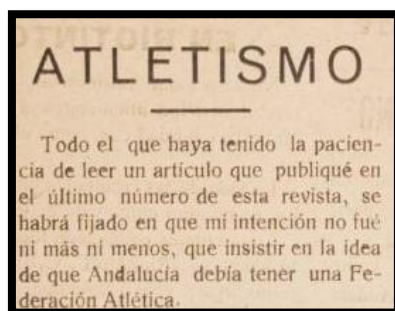 ATLETISMO
Todo el que haya tenido la pacien-
cia de leer un artículo que publiqué en
el último número de esta revista, se
habrá fijado en que mi intención no fué
ni más ni menos, que insistir en la idea
de que Andalucía debía tener una Fe-
deración Atlética.